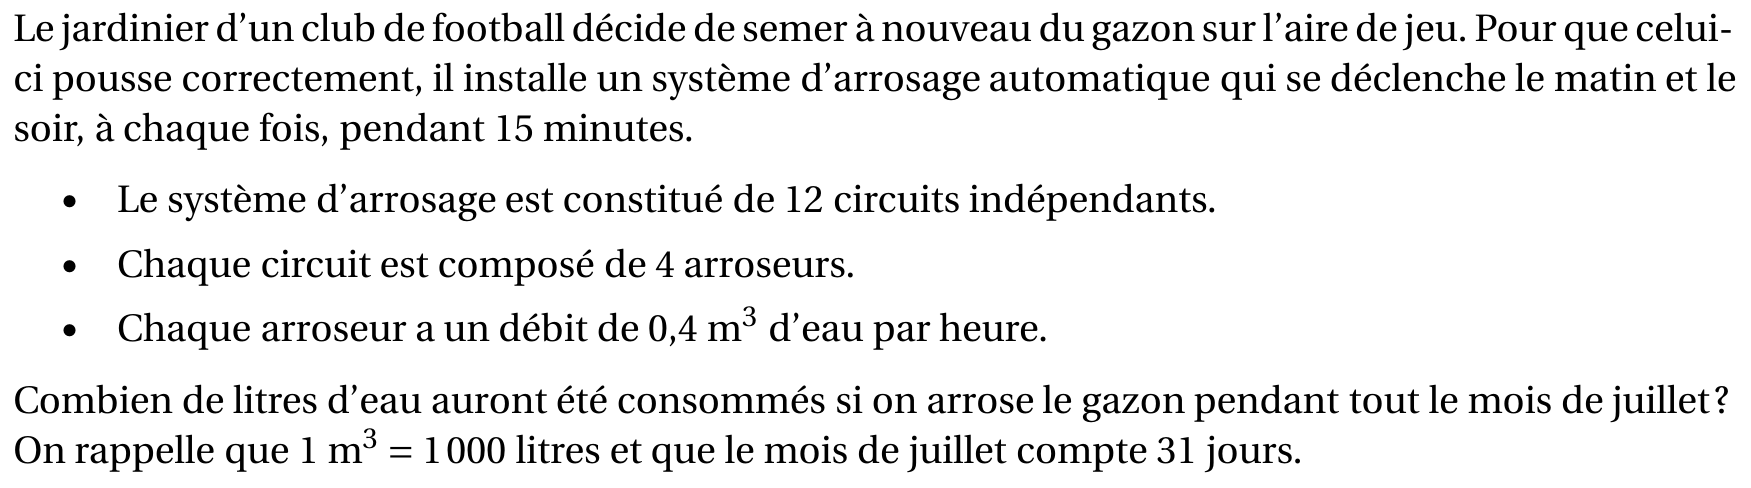 Le jardinier d’un club de football décide de semer à nouveau du gazon sur l’aire de jeu. Pour que celui-
ci pousse correctement, il installe un système d’arrosage automatique qui se déclenche le matin et le
soir, à chaque fois, pendant 15 minutes.
• Le système d’arrosage est constitué de 12 circuits indépendants.
• Chaque circuit est composé de 4 arroseurs.
• Chaque arroseur a un débit de 0,4 m³ d’eau par heure.
Combien de litres d’eau auront été consommés si on arrose le gazon pendant tout le mois de juillet ?
On rappelle que 1 m³ = 1 000 litres et que le mois de juillet compte 31 jours.